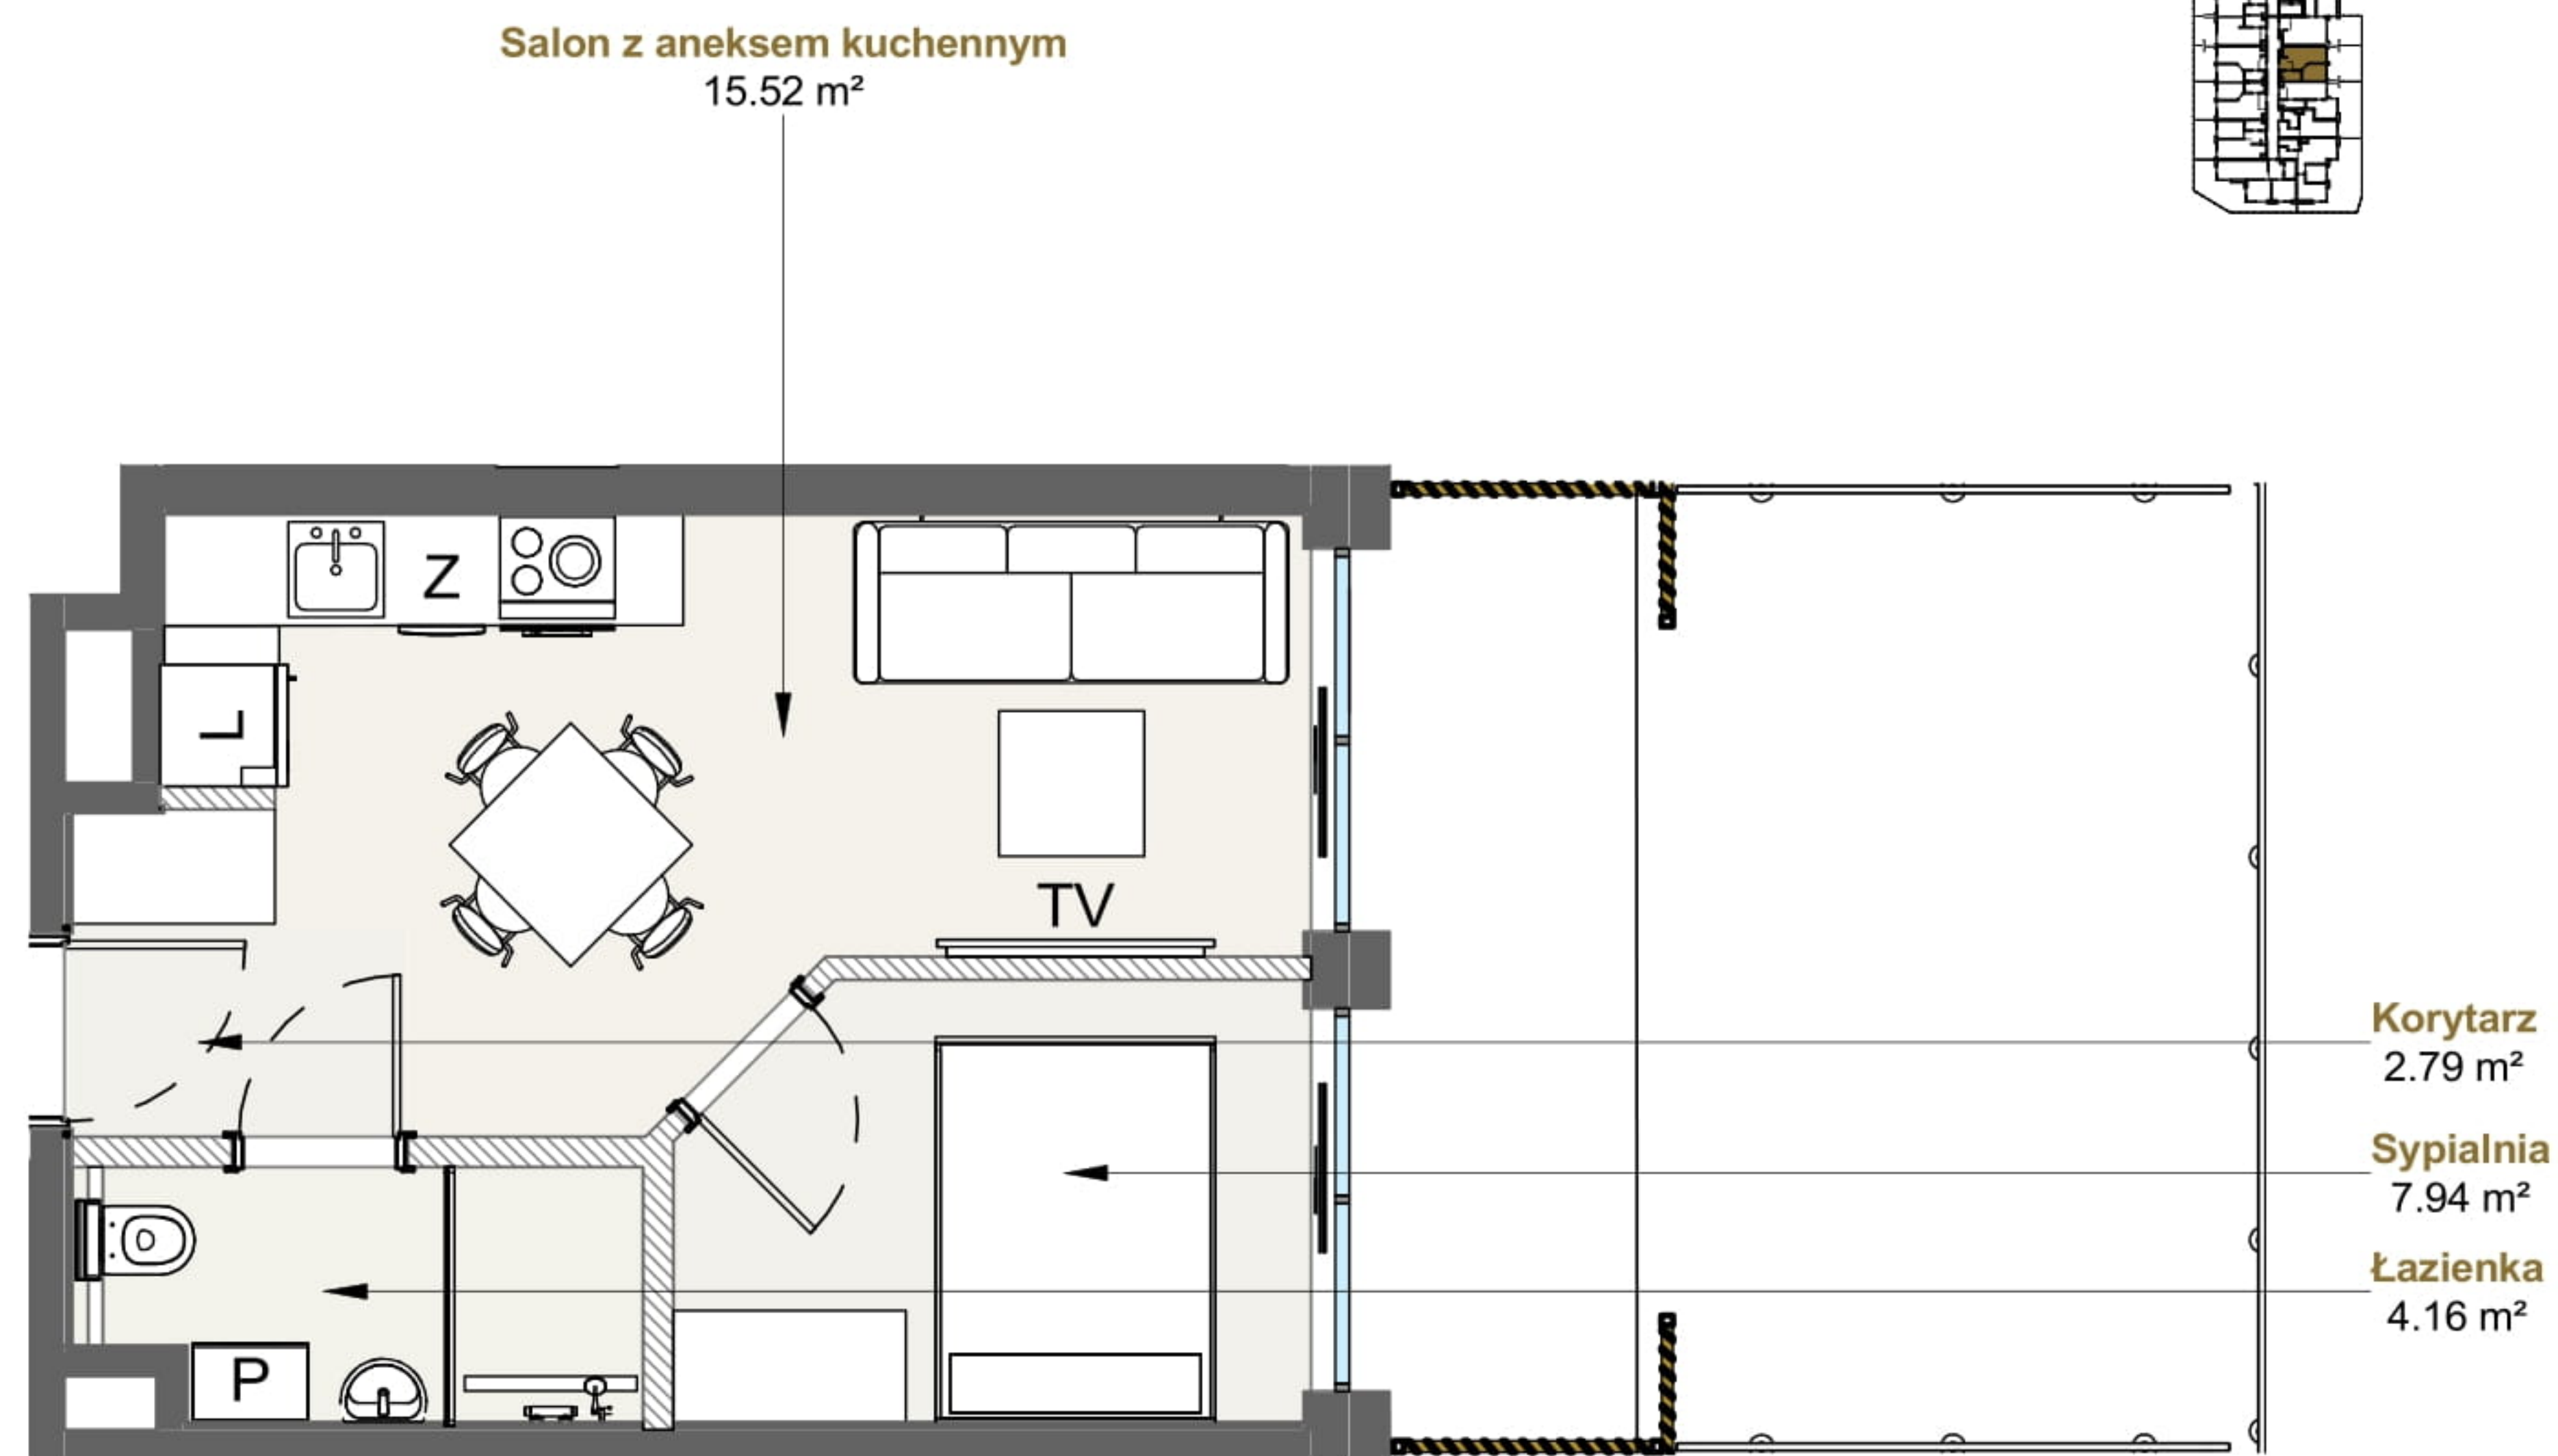 Salon z aneksem kuchennym
15.52 m²
Z
L
TV
Korytarz
2.79 m²
Sypialnia
7.94 m²
Łazienka
4.16 m²
P